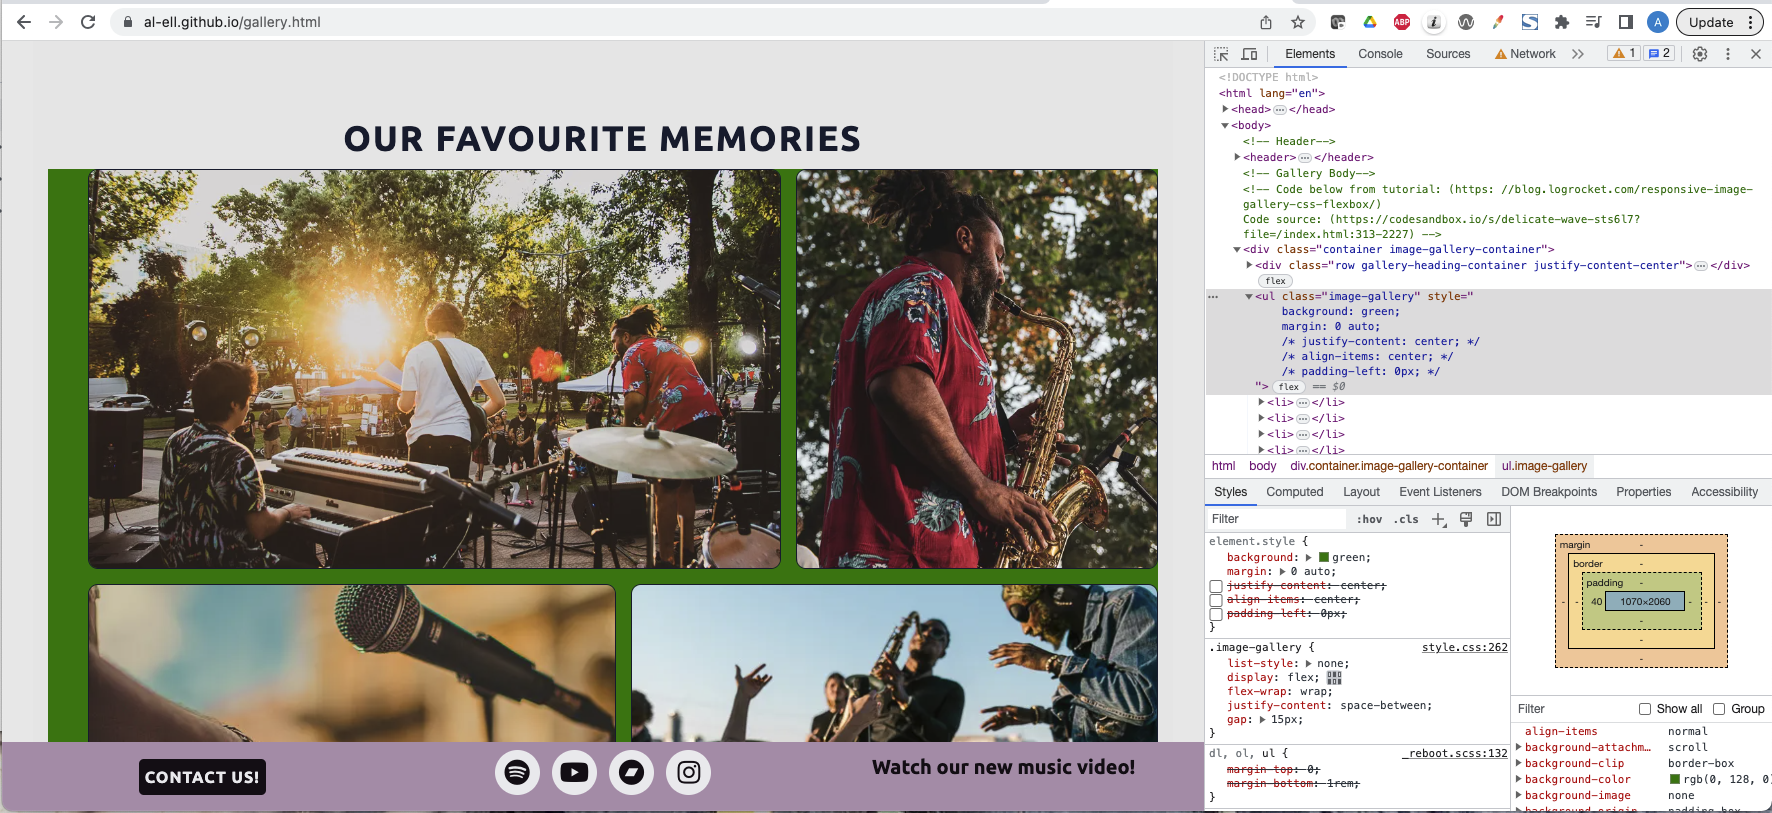 al-ell.github.io/gallery.html
ABP
A
Update
Elements
Console
Sources
Network
1
2
OUR FAVOURITE MEMORIES
CONTACT US!
Watch our new music video!
<!DOCTYPE html>
<html lang="en">
<head>…</head>
<body>
<!-- Header-->
<header>…</header>
<!-- Gallery Body-->
<!-- Code below from tutorial: (https: //blog.logrocket.com/responsive-image-
gallery-css-flexbox/)
Code source: (https://codesandbox.io/s/delicate-wave-sts6l7?
file=/index.html:313-2227) -->
<div class="container image-gallery-container">
<div class="row gallery-heading-container justify-content-center">…</div>
flex
<ul class="image-gallery" style="
background: green;
margin: 0 auto;
/* justify-content: center; */
/* align-items: center; */
/* padding-left: 0px; */
"> flex == $0
<li>…</li>
<li>…</li>
<li>…</li>
<li>…</li>
html body div.container.image-gallery-container ul.image-gallery
Styles Computed Layout Event Listeners DOM Breakpoints Properties Accessibility
Filter :hov .cls
element.style {
background: green;
margin: 0 auto;
justify-content: center;
align-items: center;
padding-left: 0px;
}
.image-gallery { style.css:262
list-style: none;
display: flex;
flex-wrap: wrap;
justify-content: space-between;
gap: 15px;
}
dl, ol, ul { _reboot.scss:132
margin-top: 0;
margin-bottom: 1rem;
}
margin -
border -
padding -
- - 40 1070×2060 - - -
-
-
-
Filter Show all Group
align-items normal
background-attachm… scroll
background-clip border-box
background-color rgb(0, 128, 0)
background-image none
background-origin padding-box